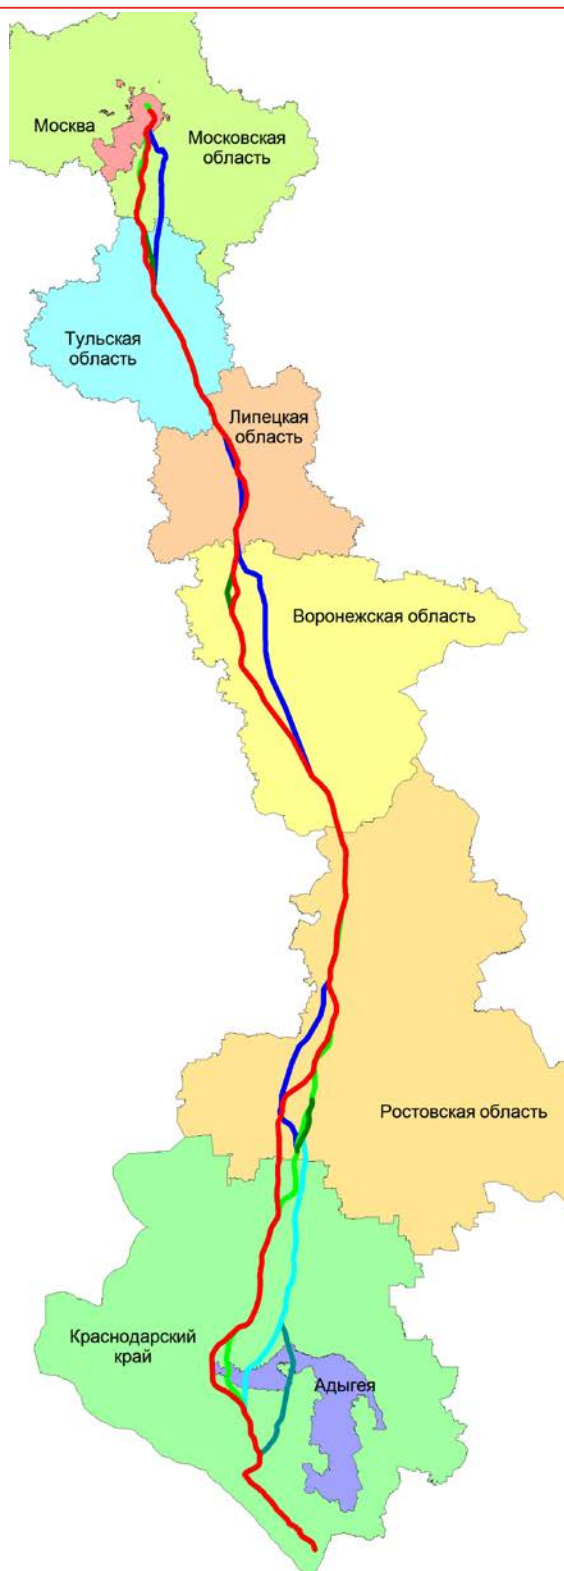 Москва
Московская
область
Тульская
область
Липецкая
область
Воронежская область
Ростовская область
Краснодарский
край
Адыгея